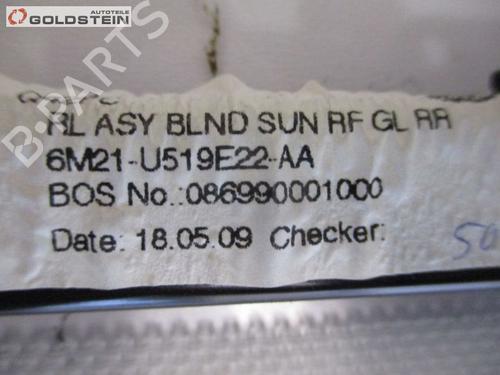 AUTOTEILE
GOLDSTEIN
B-PARTS
RL ASY BLND SUN RF GL RR
6M21-U519E22-AA
BOS No.:086990001000
Date: 18.05.09 Checker:
50